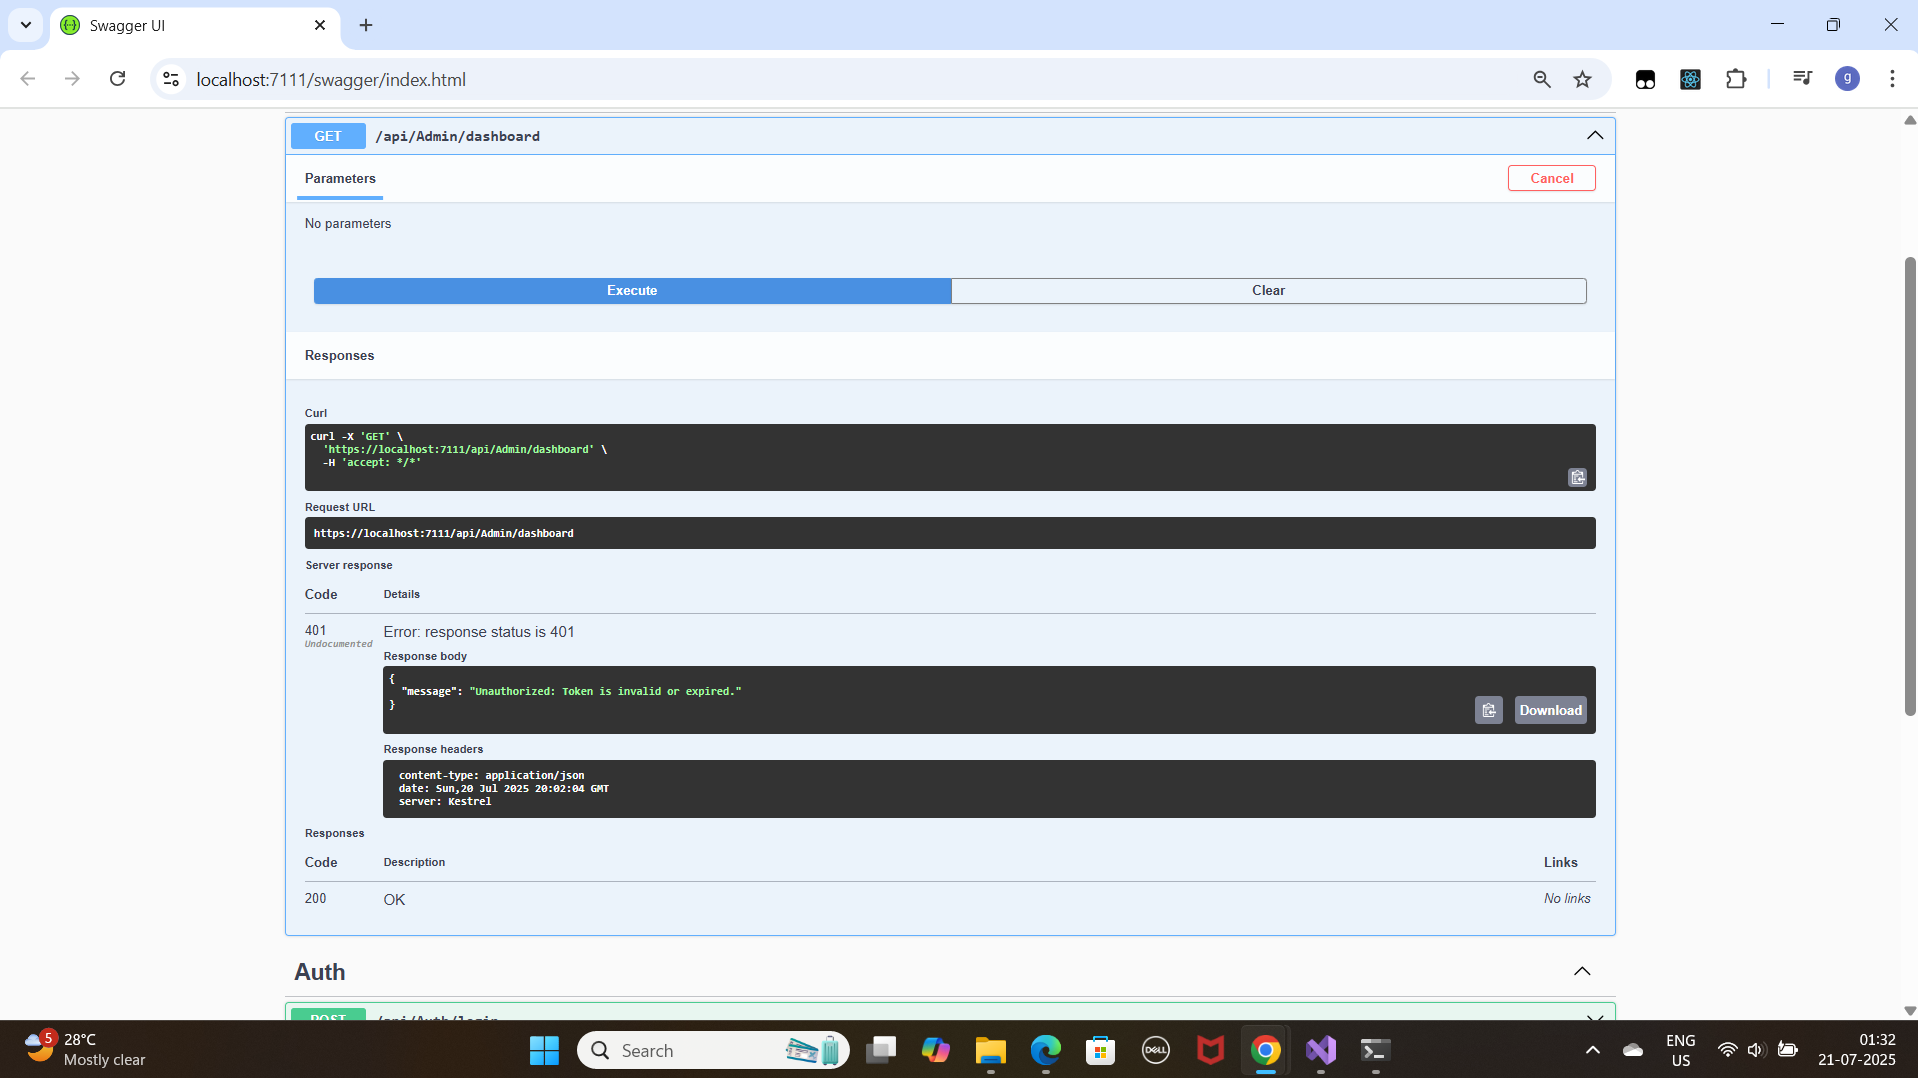 Swagger UI
localhost:7111/swagger/index.html
g
GET /api/Admin/dashboard
Parameters
Cancel
No parameters
Execute
Clear
Responses
Curl
curl -X 'GET' \
'https://localhost:7111/api/Admin/dashboard' \
-H 'accept: */*'
Request URL
https://localhost:7111/api/Admin/dashboard
Server response
Code Details
401 Error: response status is 401
Undocumented
Response body
{
"message": "Unauthorized: Token is invalid or expired."
}
Download
Response headers
content-type: application/json
date: Sun,20 Jul 2025 20:02:04 GMT
server: Kestrel
Responses
Code Description Links
200 OK No links
Auth
POST /api/Auth/login
5
28°C
Mostly clear
Search
DELL
ENG
US
01:32
21-07-2025